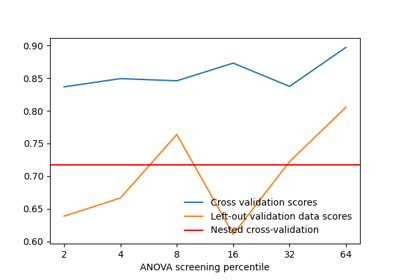 0.90
0.85
0.80
0.75
0.70
0.65
0.60
Cross validation scores
Left-out validation data scores
Nested cross-validation
2 4 8 16 32 64
ANOVA screening percentile